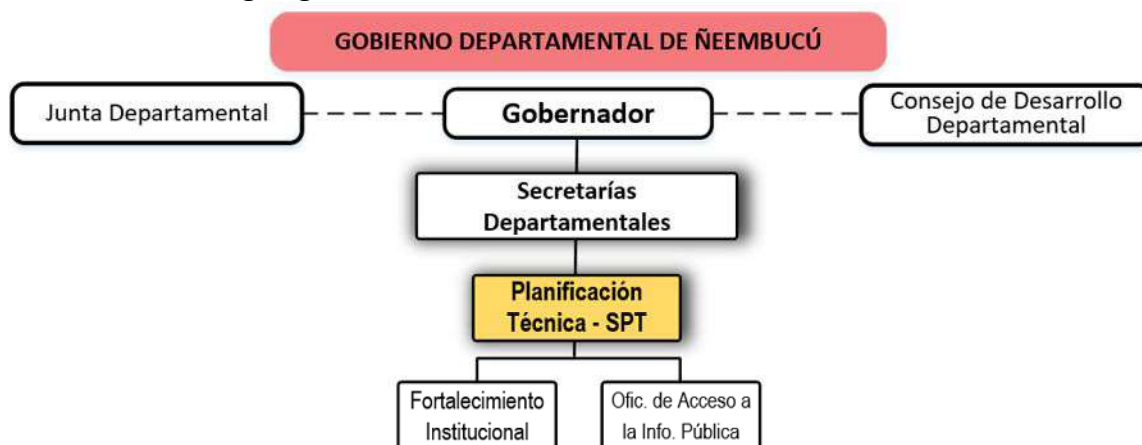 GOBIERNO DEPARTAMENTAL DE ÑEEMBUCÚ
Junta Departamental
Gobernador
Consejo de Desarrollo
Departamental
Secretarías
Departamentales
Planificación
Técnica - SPT
Fortalecimiento
Institucional
Ofic. de Acceso a
la Info. Pública